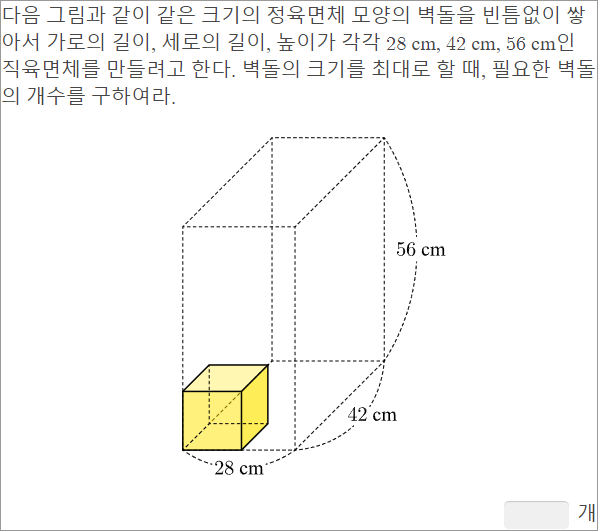 다음 그림과 같이 같은 크기의 정육면체 모양의 벽돌을 빈틈없이 쌓
아서 가로의 길이, 세로의 길이, 높이가 각각 28 cm, 42 cm, 56 cm인
직육면체를 만들려고 한다. 벽돌의 크기를 최대로 할 때, 필요한 벽돌
의 개수를 구하여라.
56 cm
42 cm
28 cm
개